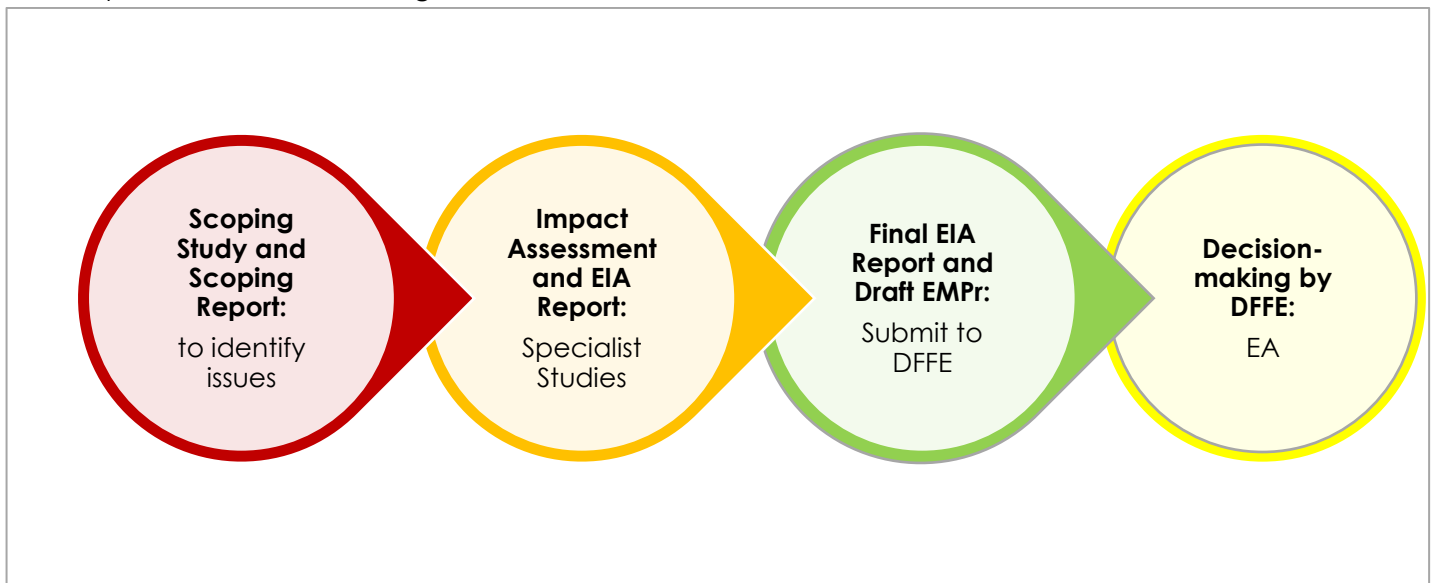 Scoping
Study and
Scoping
Report:
to identify
issues
Impact
Assessment
and EIA
Report:
Specialist
Studies
Final EIA
Report and
Draft EMPr:
Submit to
DFFE
Decision-
making by
DFFE:
EA